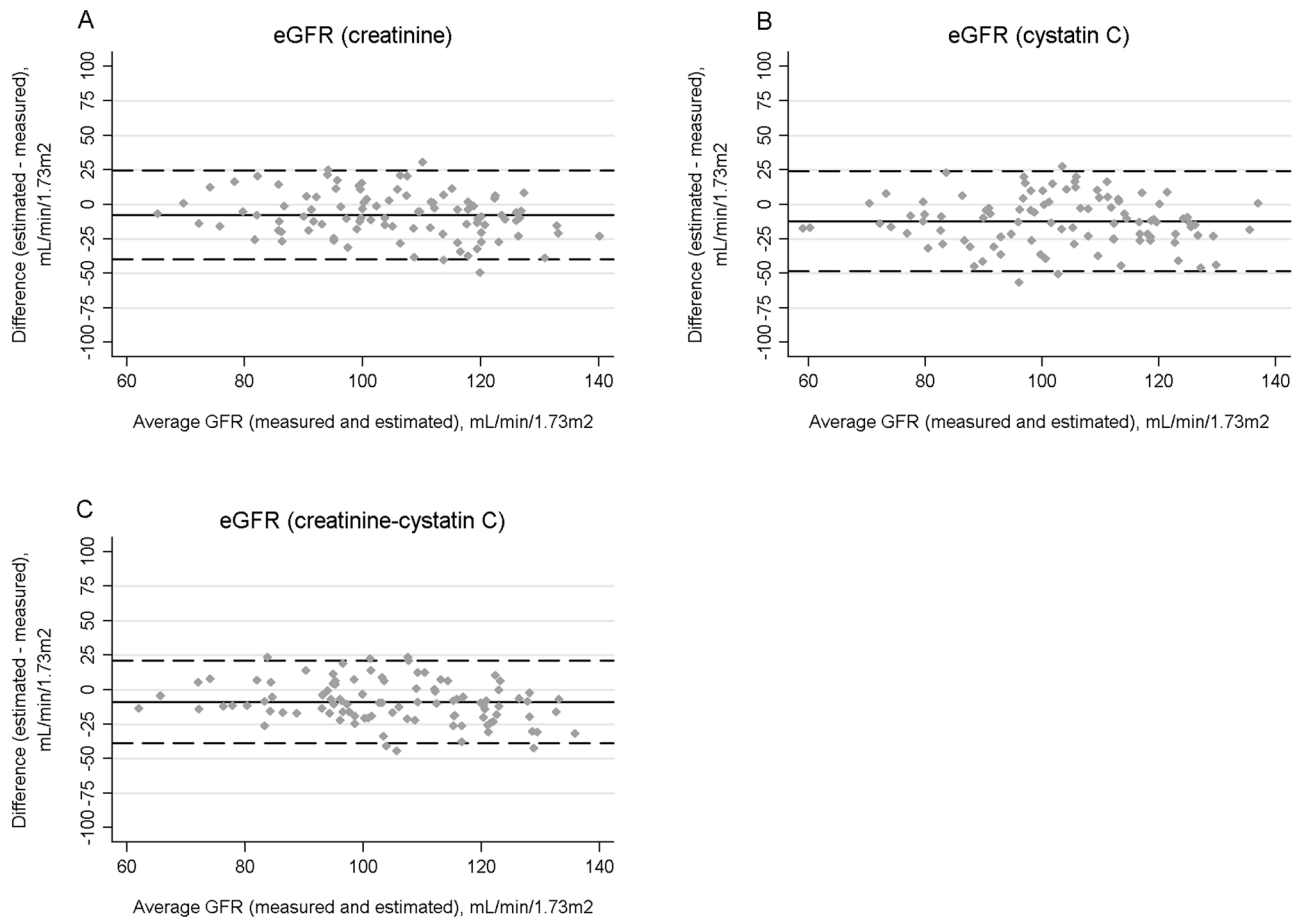 A
eGFR (creatinine)
Difference (estimated - measured),
mL/min/1.73m2
100
75
50
25
0
-25
-50
-75
-100
60 80 100 120 140
Average GFR (measured and estimated), mL/min/1.73m2
B
eGFR (cystatin C)
Difference (estimated - measured),
mL/min/1.73m2
100
75
50
25
0
-25
-50
-75
-100
60 80 100 120 140
Average GFR (measured and estimated), mL/min/1.73m2
C
eGFR (creatinine-cystatin C)
Difference (estimated - measured),
mL/min/1.73m2
100
75
50
25
0
-25
-50
-75
-100
60 80 100 120 140
Average GFR (measured and estimated), mL/min/1.73m2